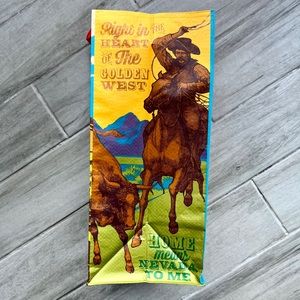 Right in THE
HEART
OF The
GOLDEN
WEST
HOME
means
NEVADA
TO ME